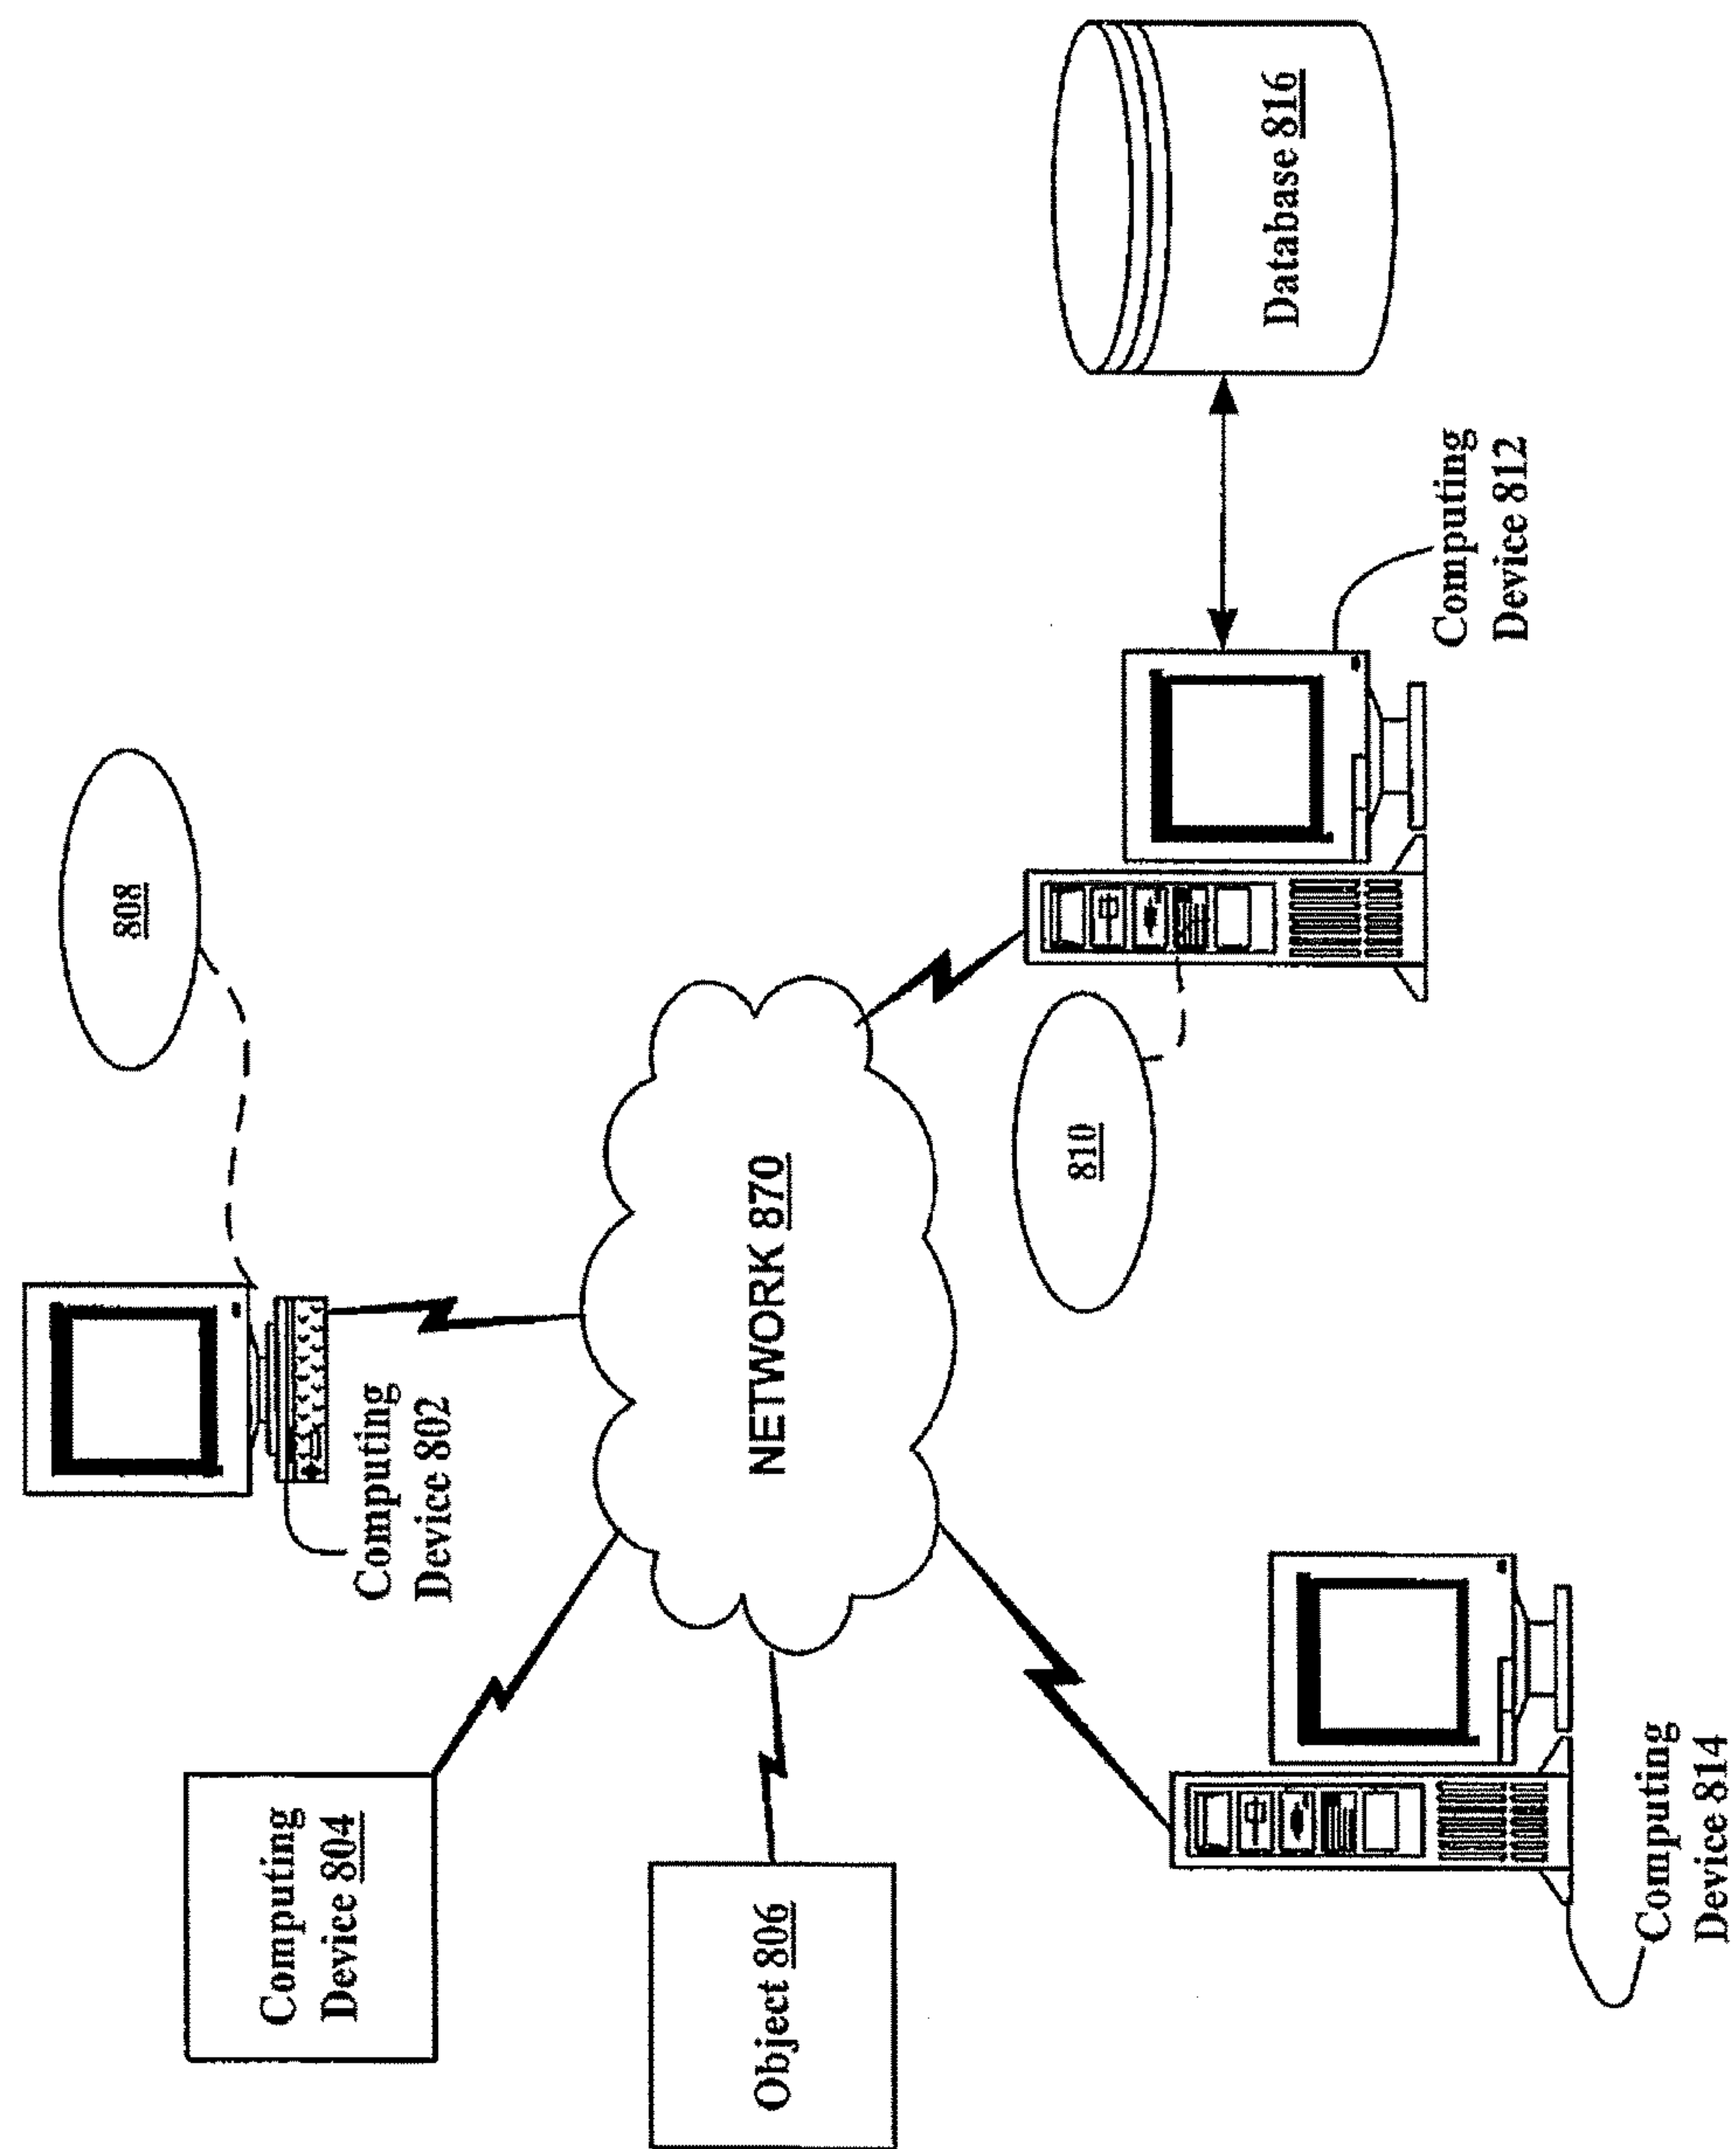 Computing
Device 804
Object 806
Computing
Device 802
808
NETWORK 870
810
Computing
Device 814
Computing
Device 812
Database 816